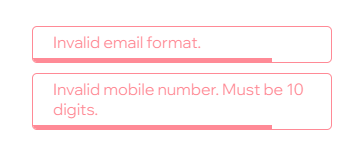 Invalid email format.
Invalid mobile number. Must be 10
digits.